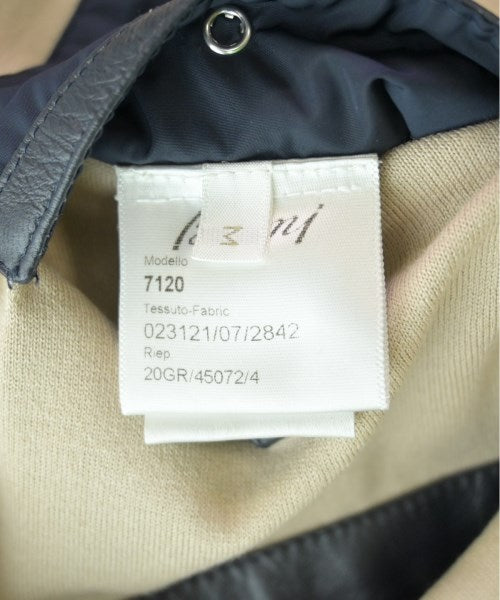 M
Modello
7120
Tessuto-Fabric
023121/07/2842
Riep
20GR/45072/4